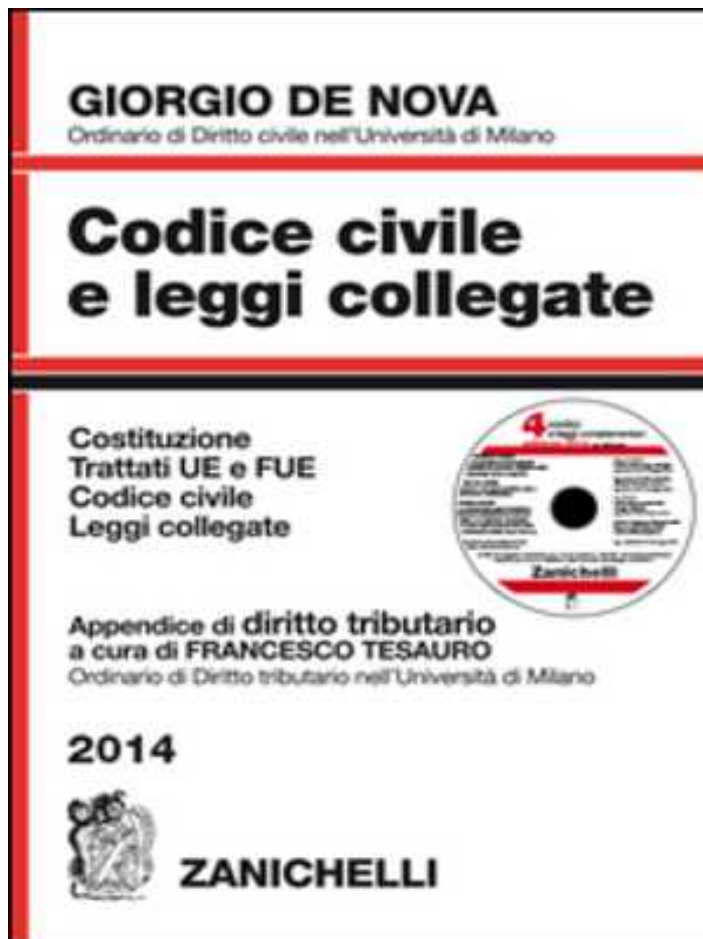 GIORGIO DE NOVA
Ordinario di Diritto civile nell'Università di Milano
Codice civile
e leggi collegate
Costituzione
Trattati UE e FUE
Codice civile
Leggi collegate
4
Zanichelli
Appendice di diritto tributario
a cura di FRANCESCO TESAURO
Ordinario di Diritto tributario nell'Università di Milano
2014
ZANICHELLI